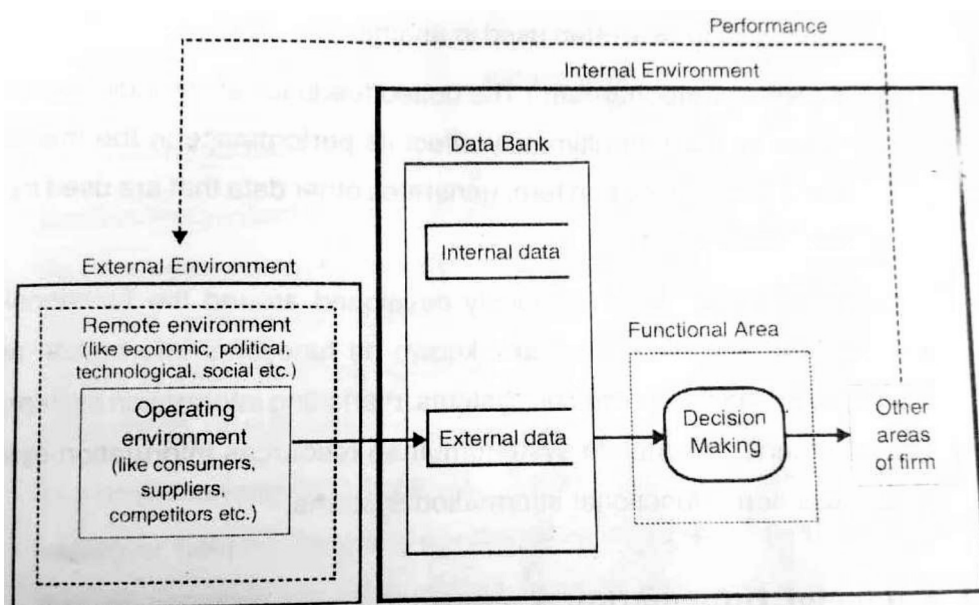 Performance
Internal Environment
Data Bank
Internal data
External Environment
Remote environment
(like economic, political,
technological, social etc.)
Operating
environment
(like consumers,
suppliers,
competitors etc.)
External data
Functional Area
Decision
Making
Other
areas
of firm